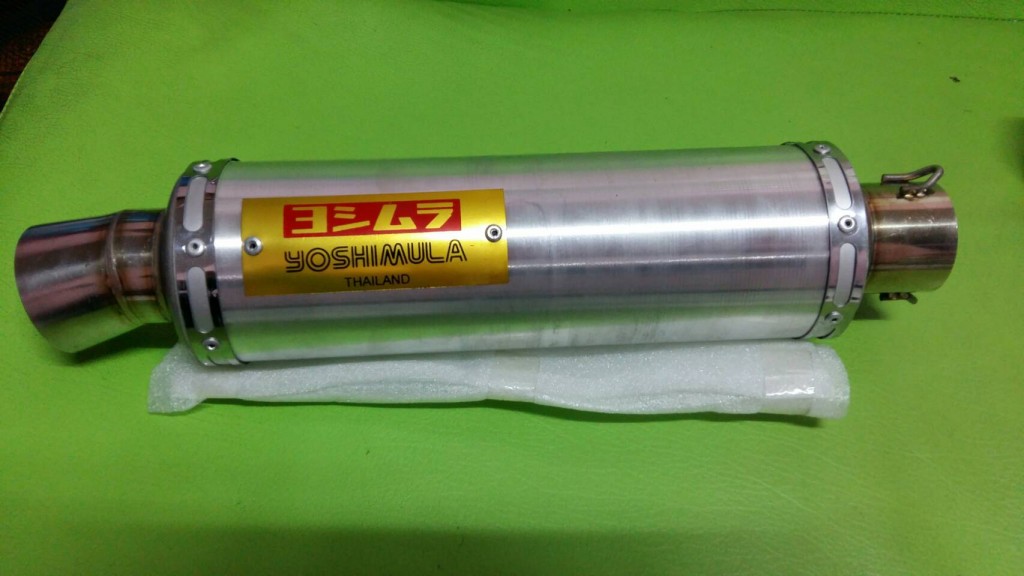 ヨシムラ
YOSHIMULA
THAILAND